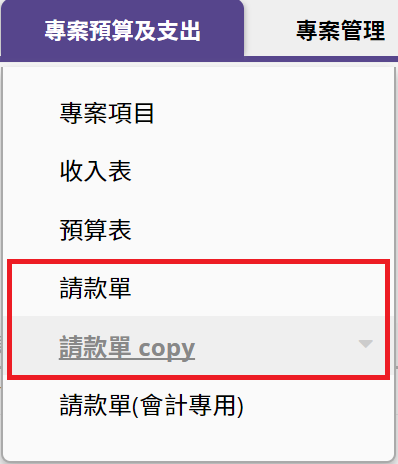 專案預算及支出 專案管理
專案項目
收入表
預算表
請款單
請款單 copy
請款單(會計專用)